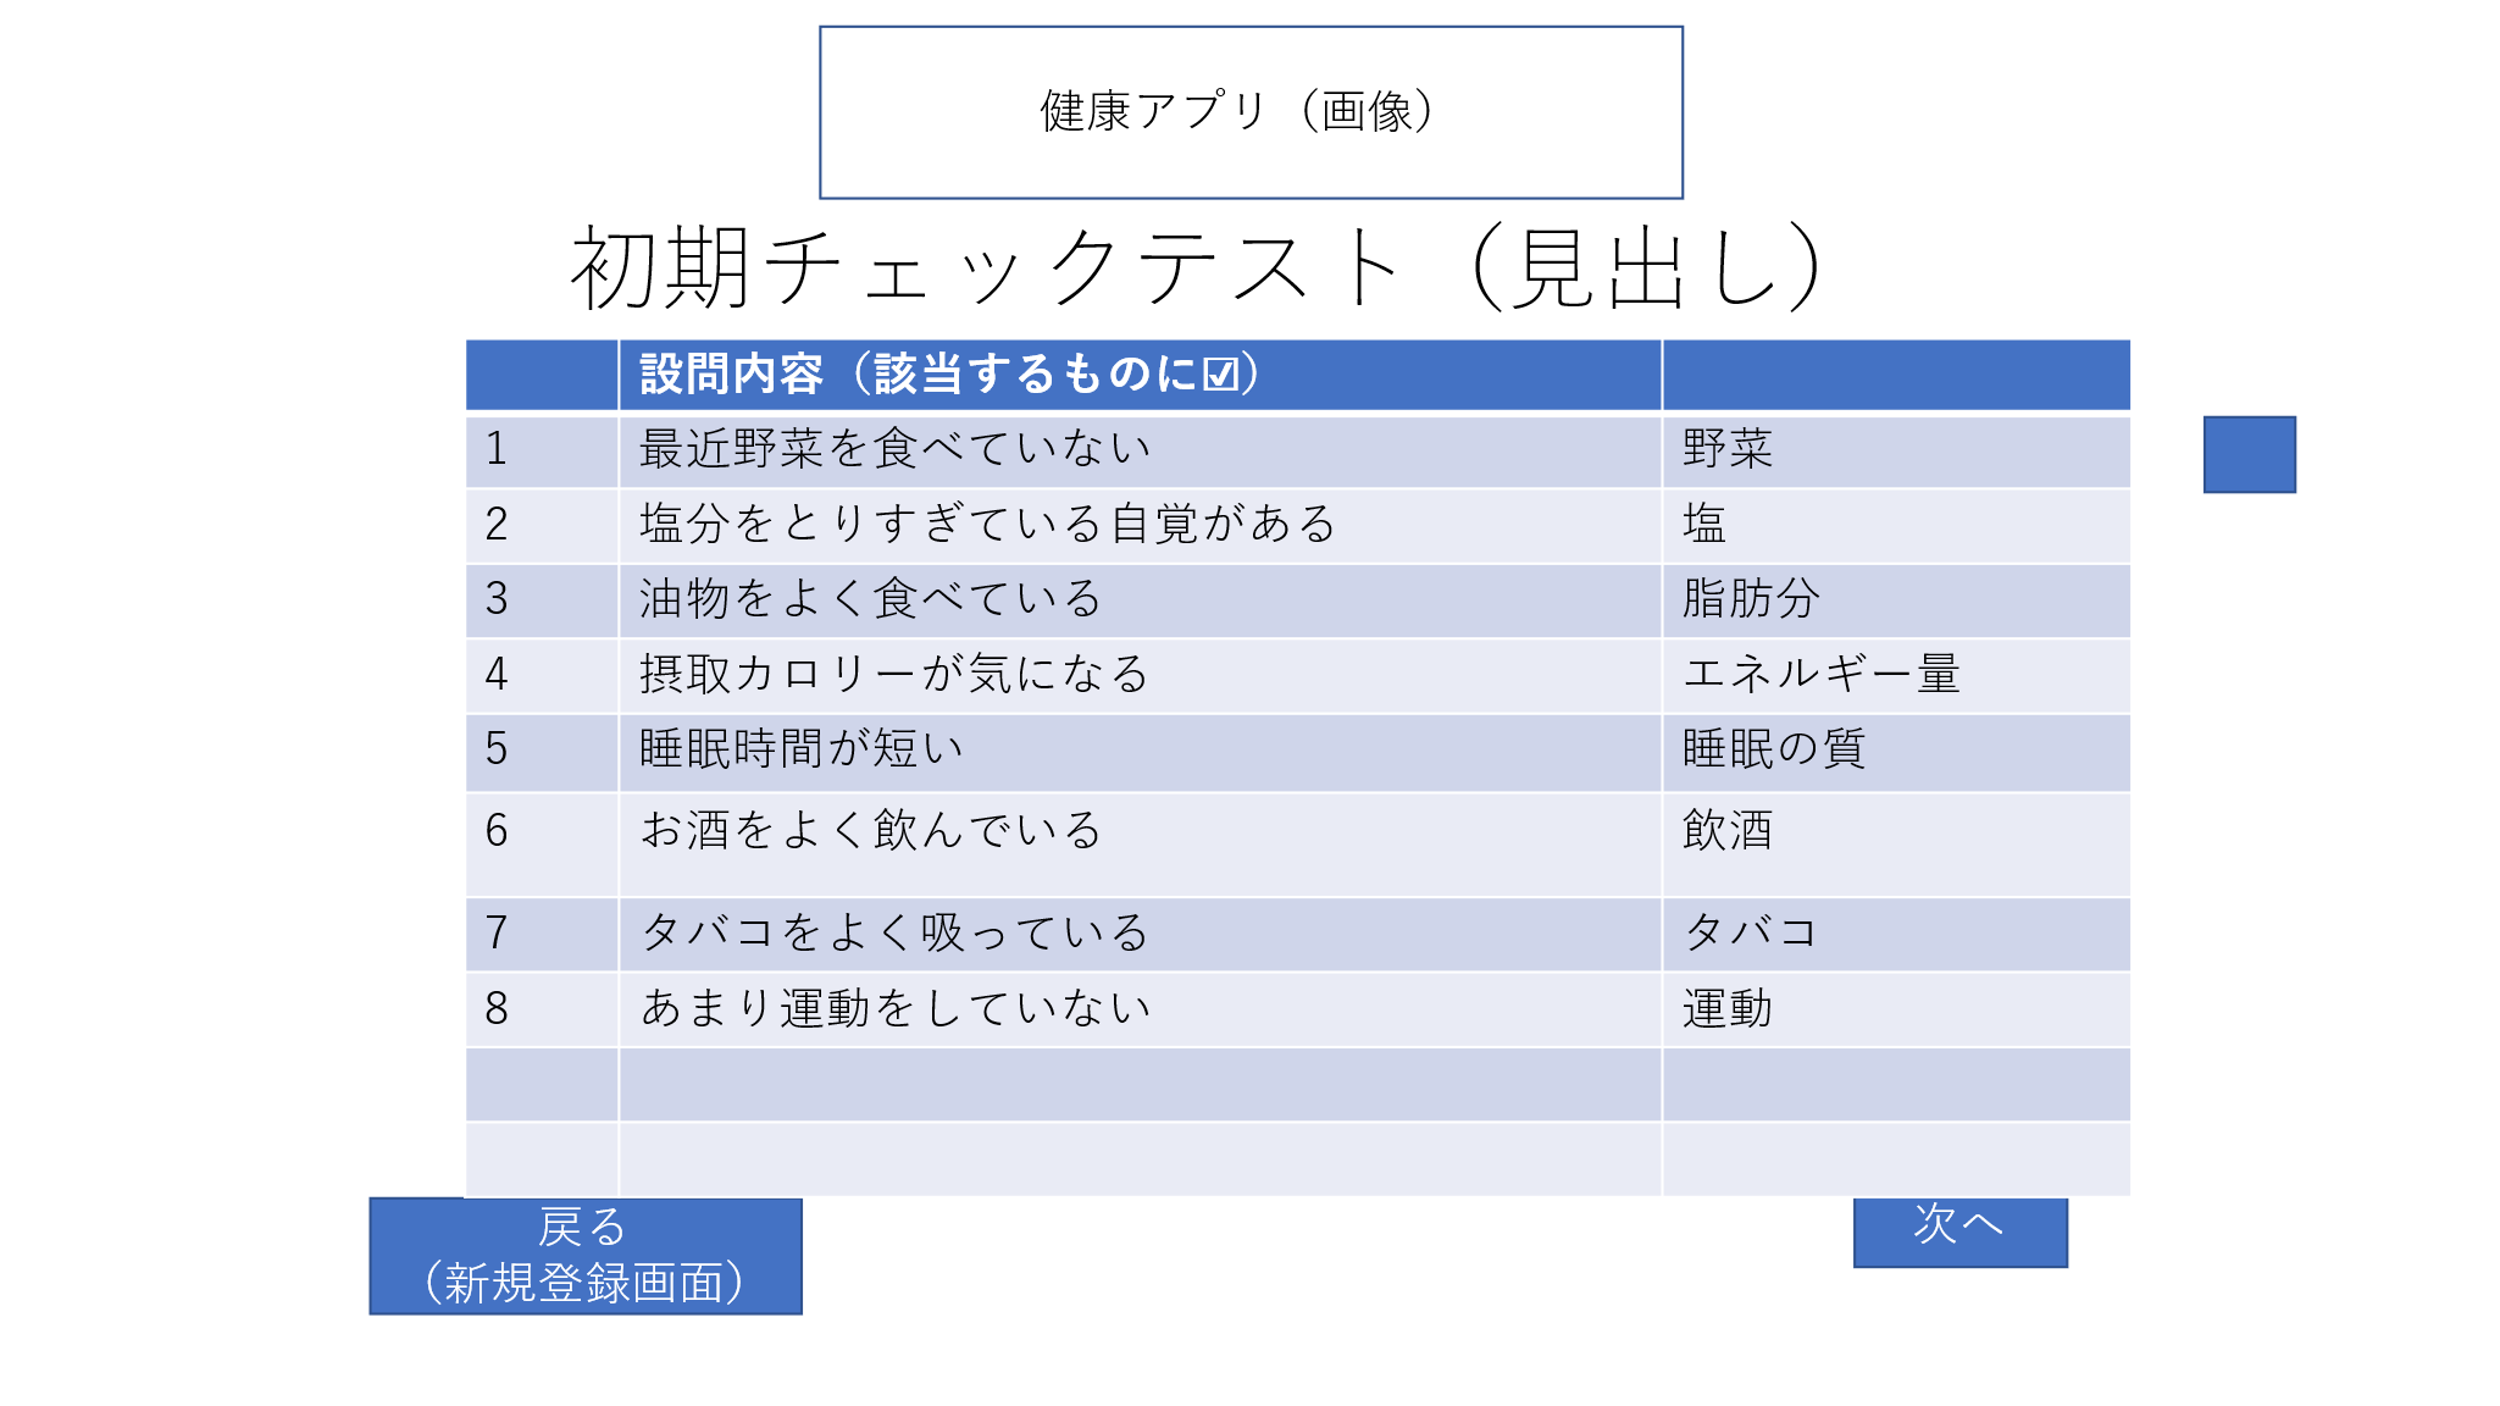 健康アプリ（画像）
初期チェックテスト（見出し）
設問内容（該当するものに☑）
1 最近野菜を食べていない 野菜
2 塩分をとりすぎている自覚がある 塩
3 油物をよく食べている 脂肪分
4 摂取カロリーが気になる エネルギー量
5 睡眠時間が短い 睡眠の質
6 お酒をよく飲んでいる 飲酒
7 タバコをよく吸っている タバコ
8 あまり運動をしていない 運動
戻る
（新規登録画面）
次へ